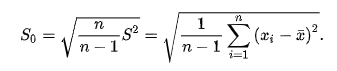 $S_0 = \sqrt{\frac{n}{n-1} S^2} = \sqrt{\frac{1}{n-1} \sum_{i=1}^{n} (x_i - \bar{x})^2}.$